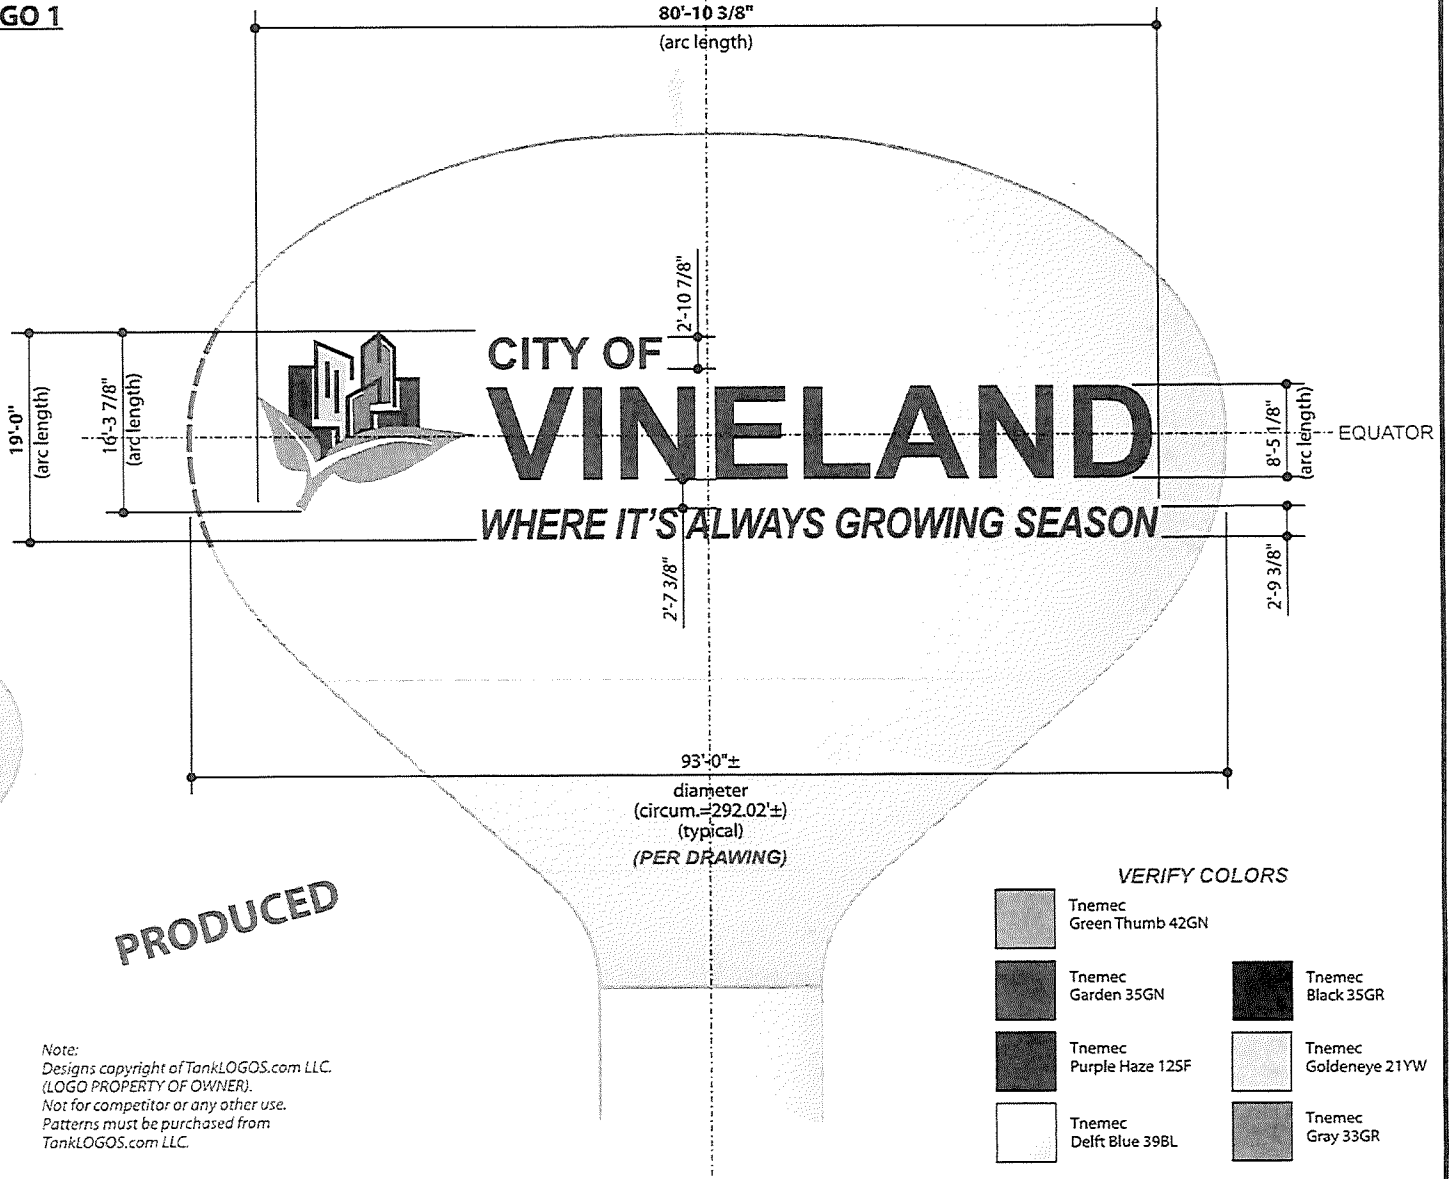 GO 1
80'-10 3/8"
(arc length)
2'-10 7/8"
CITY OF
VINELAND
WHERE IT'S ALWAYS GROWING SEASON
19'-0"
(arc length)
16'-3 7/8"
(arc length)
8'-5 1/8"
(arc length)
EQUATOR
2'-7 3/8"
2'-9 3/8"
93'-0"±
diameter
(circum.=292.02'±)
(typical)
(PER DRAWING)
PRODUCED
VERIFY COLORS
Tnemec
Green Thumb 42GN
Tnemec
Garden 35GN
Tnemec
Black 35GR
Tnemec
Purple Haze 12SF
Tnemec
Goldeneye 21YW
Tnemec
Delft Blue 39BL
Tnemec
Gray 33GR
Note:
Designs copyright of TankLOGOS.com LLC.
(LOGO PROPERTY OF OWNER).
Not for competitor or any other use.
Patterns must be purchased from
TankLOGOS.com LLC.